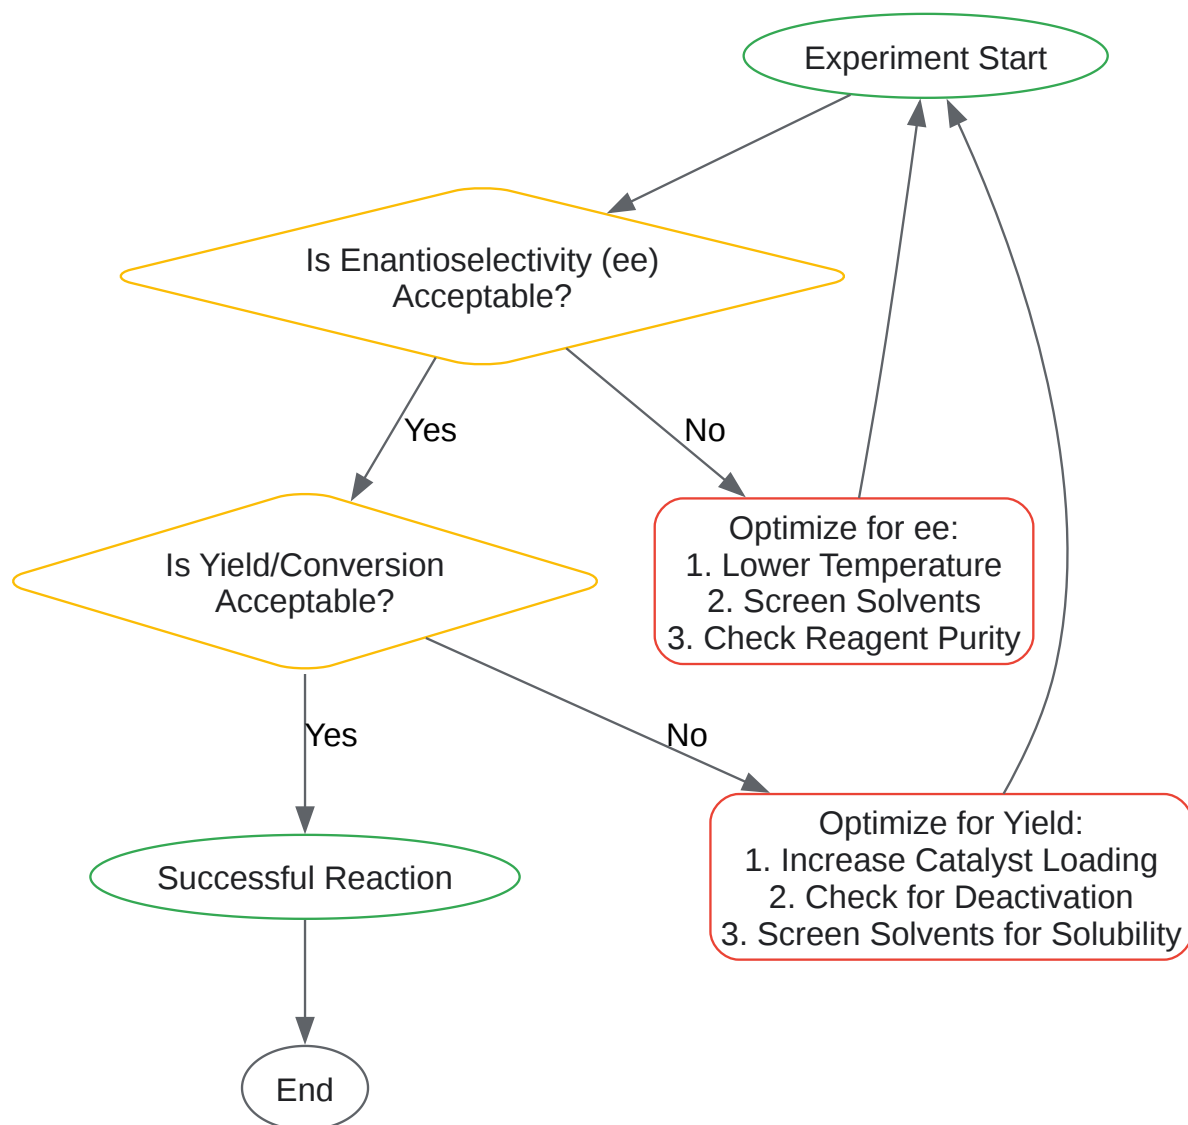 Experiment Start
Is Enantioselectivity (ee)
Acceptable?
Yes
No
Is Yield/Conversion
Acceptable?
Optimize for ee:
1. Lower Temperature
2. Screen Solvents
3. Check Reagent Purity
Yes
No
Successful Reaction
Optimize for Yield:
1. Increase Catalyst Loading
2. Check for Deactivation
3. Screen Solvents for Solubility
End